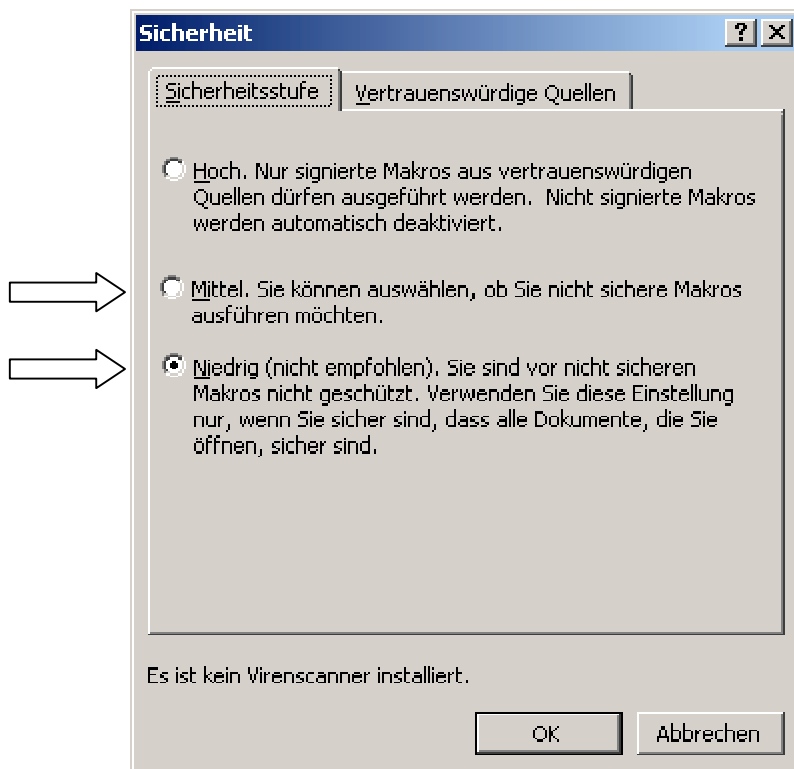 Sicherheit
Sicherheitsstufe
Vertrauenswürdige Quellen
Hoch. Nur signierte Makros aus vertrauenswürdigen
Quellen dürfen ausgeführt werden. Nicht signierte Makros
werden automatisch deaktiviert.
Mittel. Sie können auswählen, ob Sie nicht sichere Makros
ausführen möchten.
Niedrig (nicht empfohlen). Sie sind vor nicht sicheren
Makros nicht geschützt. Verwenden Sie diese Einstellung
nur, wenn Sie sicher sind, dass alle Dokumente, die Sie
öffnen, sicher sind.
Es ist kein Virenscanner installiert.
OK
Abbrechen